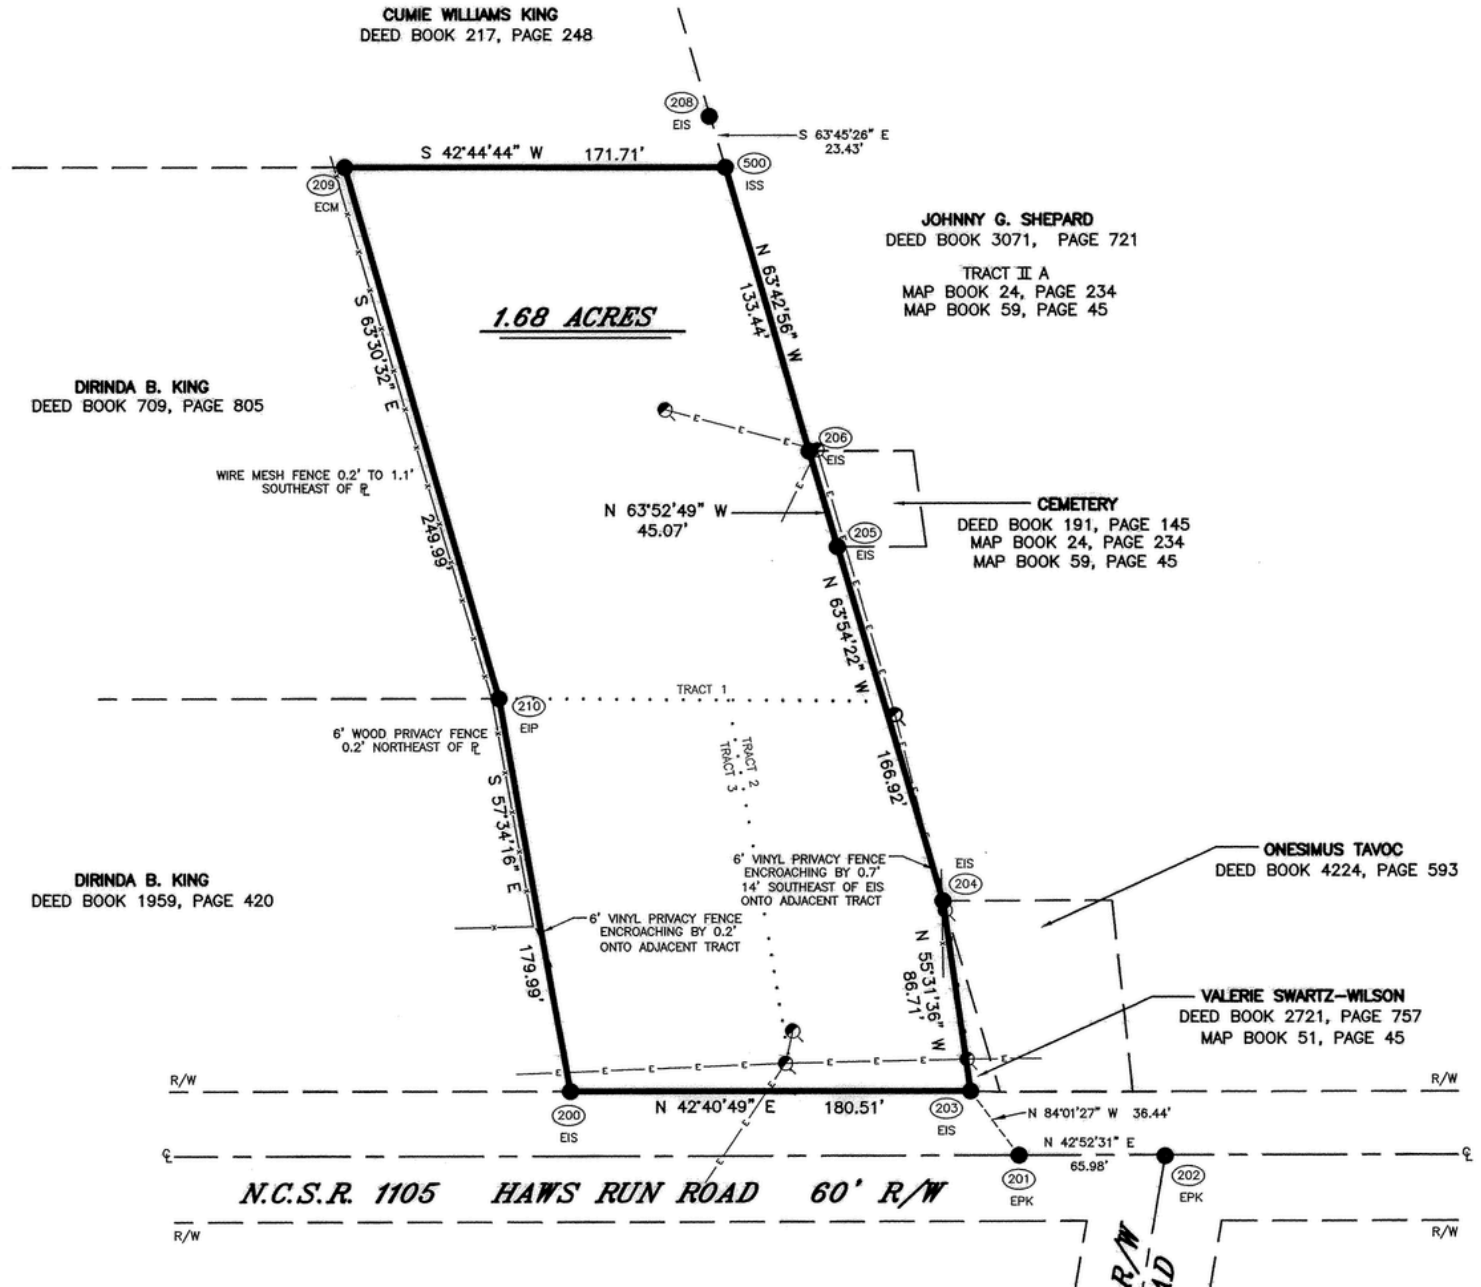 CUMIE WILLIAMS KING
DEED BOOK 217, PAGE 248
208
EIS
S 63°45'26" E
23.43'
S 42°44'44" W 171.71'
500
ISS
209
ECM
JOHNNY G. SHEPARD
DEED BOOK 3071, PAGE 721
TRACT II A
MAP BOOK 24, PAGE 234
MAP BOOK 59, PAGE 45
N 63°42'56" W
133.44'
1.68 ACRES
S 63°30'32" E
249.99'
DIRINDA B. KING
DEED BOOK 709, PAGE 805
WIRE MESH FENCE 0.2' TO 1.1'
SOUTHEAST OF PL
206
EIS
N 63°52'49" W
45.07'
CEMETERY
DEED BOOK 191, PAGE 145
MAP BOOK 24, PAGE 234
MAP BOOK 59, PAGE 45
205
EIS
N 63°54'22" W
166.92'
TRACT 1
210
EIP
6' WOOD PRIVACY FENCE
0.2' NORTHEAST OF PL
TRACT 2
TRACT 3
S 57°34'16" E
179.99'
6' VINYL PRIVACY FENCE
ENCROACHING BY 0.7'
14' SOUTHEAST OF EIS
ONTO ADJACENT TRACT
EIS
204
ONESIMUS TAVOC
DEED BOOK 4224, PAGE 593
DIRINDA B. KING
DEED BOOK 1959, PAGE 420
6' VINYL PRIVACY FENCE
ENCROACHING BY 0.2'
ONTO ADJACENT TRACT
N 55°31'36" W
86.71'
VALERIE SWARTZ-WILSON
DEED BOOK 2721, PAGE 757
MAP BOOK 51, PAGE 45
R/W
R/W
200
EIS
N 42°40'49" E 180.51'
203
EIS
N 84°01'27" W 36.44'
N 42°52'31" E
65.98'
CL
CL
201
EPK
202
EPK
N.C.S.R. 1105 HAWS RUN ROAD 60' R/W
R/W
R/W
R/W